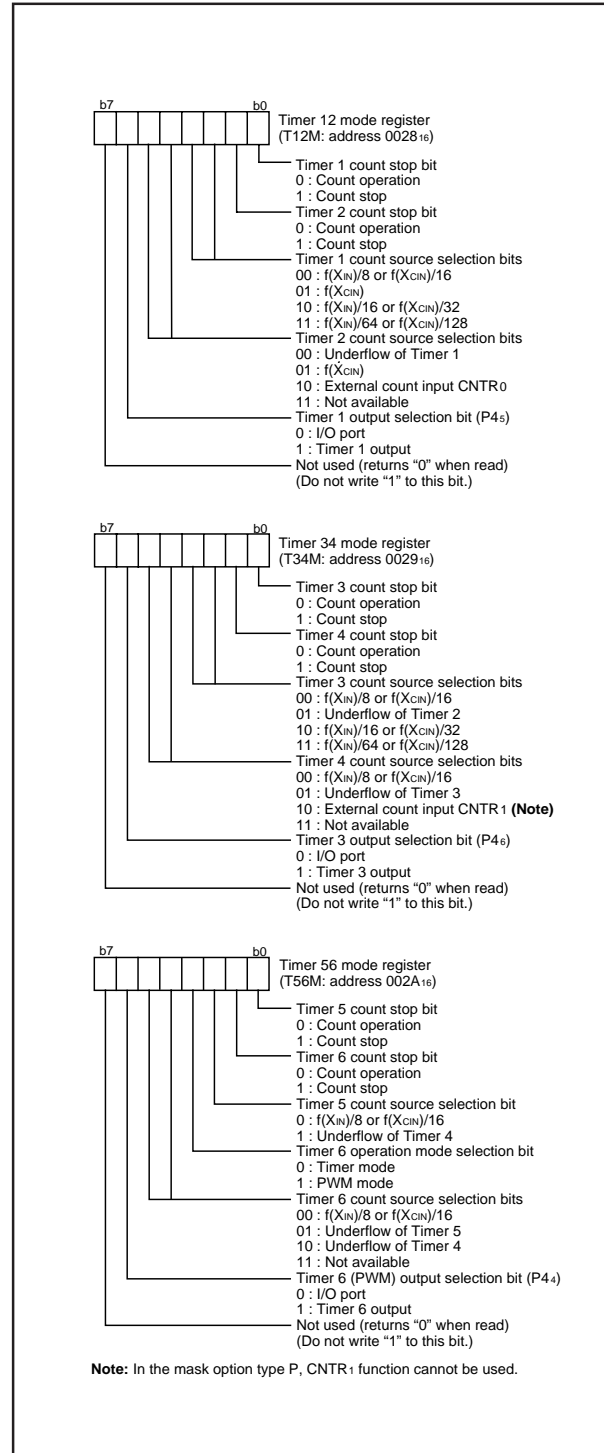 b7 b0
Timer 12 mode register
(T12M: address 0028₁₆)
Timer 1 count stop bit
0 : Count operation
1 : Count stop
Timer 2 count stop bit
0 : Count operation
1 : Count stop
Timer 1 count source selection bits
00 : f(XIN)/8 or f(XCIN)/16
01 : f(XCIN)
10 : f(XIN)/16 or f(XCIN)/32
11 : f(XIN)/64 or f(XCIN)/128
Timer 2 count source selection bits
00 : Underflow of Timer 1
01 : f(XCIN)
10 : External count input CNTR0
11 : Not available
Timer 1 output selection bit (P4₅)
0 : I/O port
1 : Timer 1 output
Not used (returns “0” when read)
(Do not write “1” to this bit.)
b7 b0
Timer 34 mode register
(T34M: address 0029₁₆)
Timer 3 count stop bit
0 : Count operation
1 : Count stop
Timer 4 count stop bit
0 : Count operation
1 : Count stop
Timer 3 count source selection bits
00 : f(XIN)/8 or f(XCIN)/16
01 : Underflow of Timer 2
10 : f(XIN)/16 or f(XCIN)/32
11 : f(XIN)/64 or f(XCIN)/128
Timer 4 count source selection bits
00 : f(XIN)/8 or f(XCIN)/16
01 : Underflow of Timer 3
10 : External count input CNTR1 (Note)
11 : Not available
Timer 3 output selection bit (P4₆)
0 : I/O port
1 : Timer 3 output
Not used (returns “0” when read)
(Do not write “1” to this bit.)
b7 b0
Timer 56 mode register
(T56M: address 002A₁₆)
Timer 5 count stop bit
0 : Count operation
1 : Count stop
Timer 6 count stop bit
0 : Count operation
1 : Count stop
Timer 5 count source selection bit
0 : f(XIN)/8 or f(XCIN)/16
1 : Underflow of Timer 4
Timer 6 operation mode selection bit
0 : Timer mode
1 : PWM mode
Timer 6 count source selection bits
00 : f(XIN)/8 or f(XCIN)/16
01 : Underflow of Timer 5
10 : Underflow of Timer 4
11 : Not available
Timer 6 (PWM) output selection bit (P4₄)
0 : I/O port
1 : Timer 6 output
Not used (returns “0” when read)
(Do not write “1” to this bit.)
Note: In the mask option type P, CNTR1 function cannot be used.